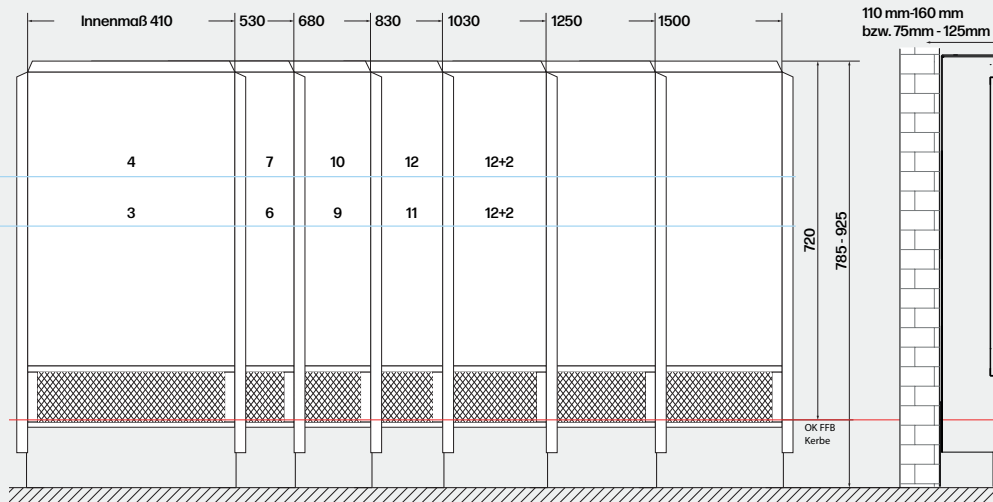 Innenmaß 410 530 680 830 1030 1250 1500
110 mm-160 mm
bzw. 75mm - 125mm
4 7 10 12 12+2
3 6 9 11 12+2
720
785 - 925
OK FFB
Kerbe